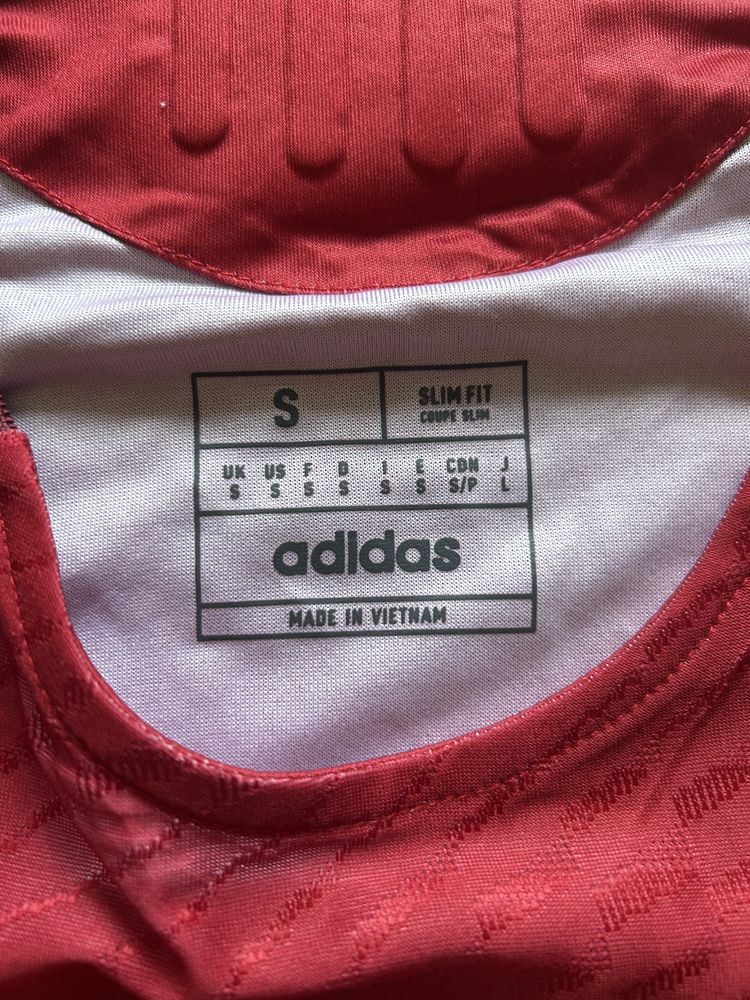 S
SLIM FIT
COUPE SLIM
UK US F D I E CDN J
S S S S S S S/P L
adidas
MADE IN VIETNAM